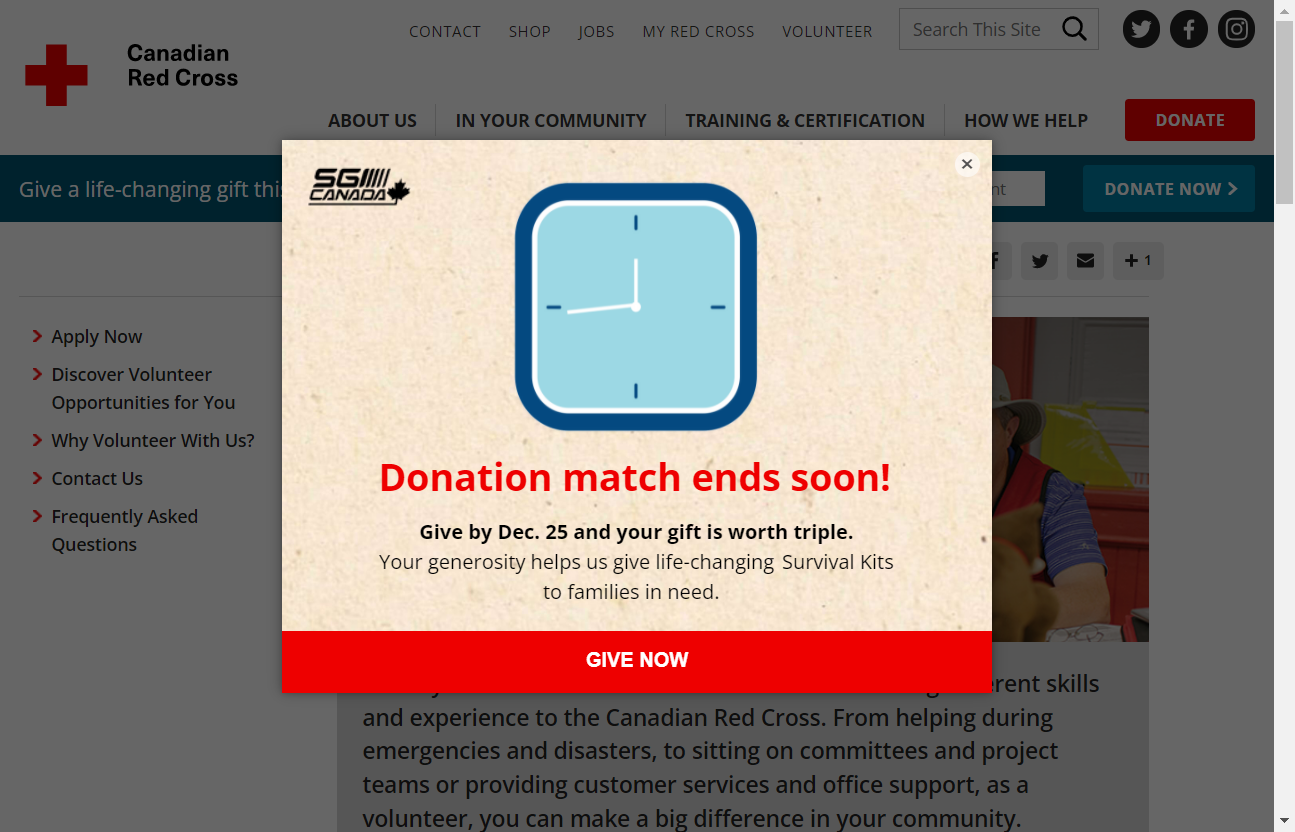 CONTACT SHOP JOBS MY RED CROSS VOLUNTEER Search This Site
Canadian
Red Cross
ABOUT US IN YOUR COMMUNITY TRAINING & CERTIFICATION HOW WE HELP DONATE
Give a life-changing gift DONATE NOW
SGI
CANADA
1
Apply Now
Discover Volunteer
Opportunities for You
Why Volunteer With Us?
Contact Us
Frequently Asked
Questions
Donation match ends soon!
Give by Dec. 25 and your gift is worth triple.
Your generosity helps us give life-changing Survival Kits
to families in need.
GIVE NOW
skills
and experience to the Canadian Red Cross. From helping during
emergencies and disasters, to sitting on committees and project
teams or providing customer services and office support, as a
volunteer, you can make a big difference in your community.